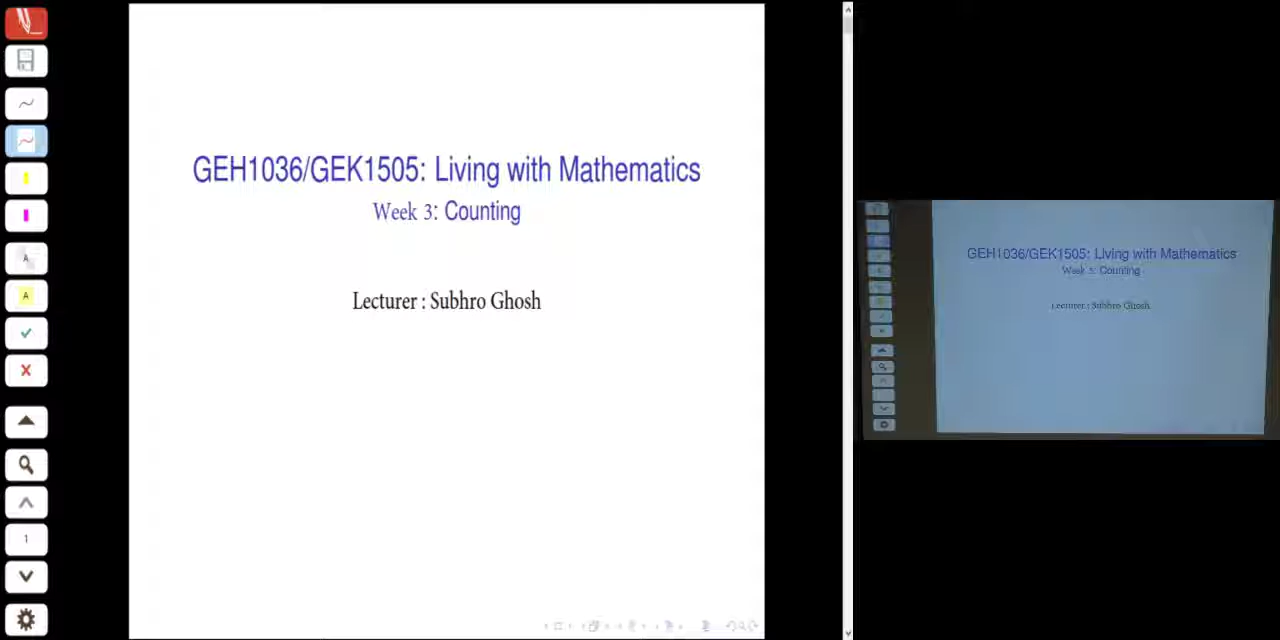 GEH1036/GEK1505: Living with Mathematics
Week 3: Counting
Lecturer : Subhro Ghosh
A
A
1
GEH1036/GEK1505: Living with Mathematics
Week 3: Counting
Lecturer : Subhro Ghosh